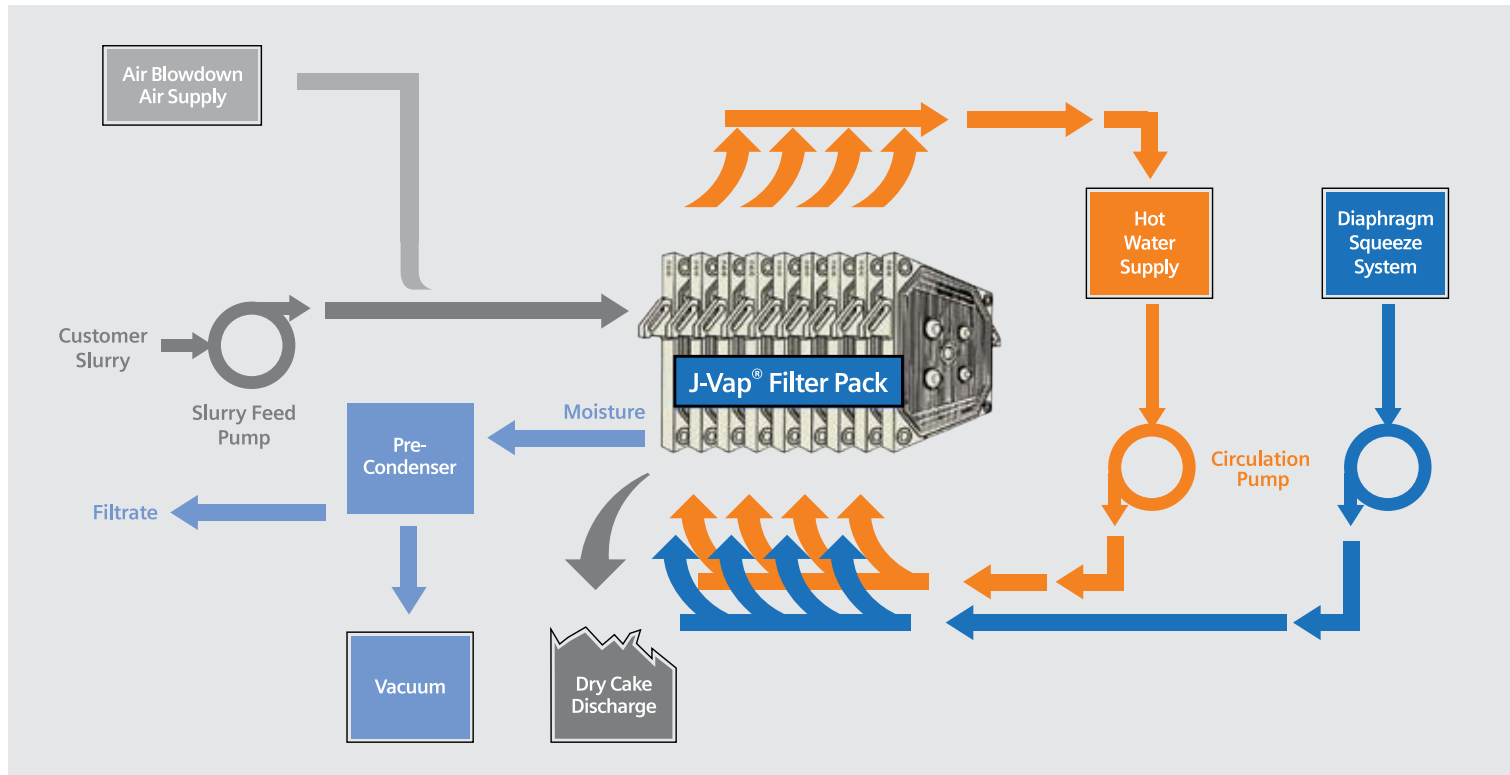 Air Blowdown
Air Supply
Hot
Water
Supply
Diaphragm
Squeeze
System
Customer
Slurry
Slurry Feed
Pump
J-Vap® Filter Pack
Moisture
Pre-
Condenser
Filtrate
Circulation
Pump
Vacuum
Dry Cake
Discharge